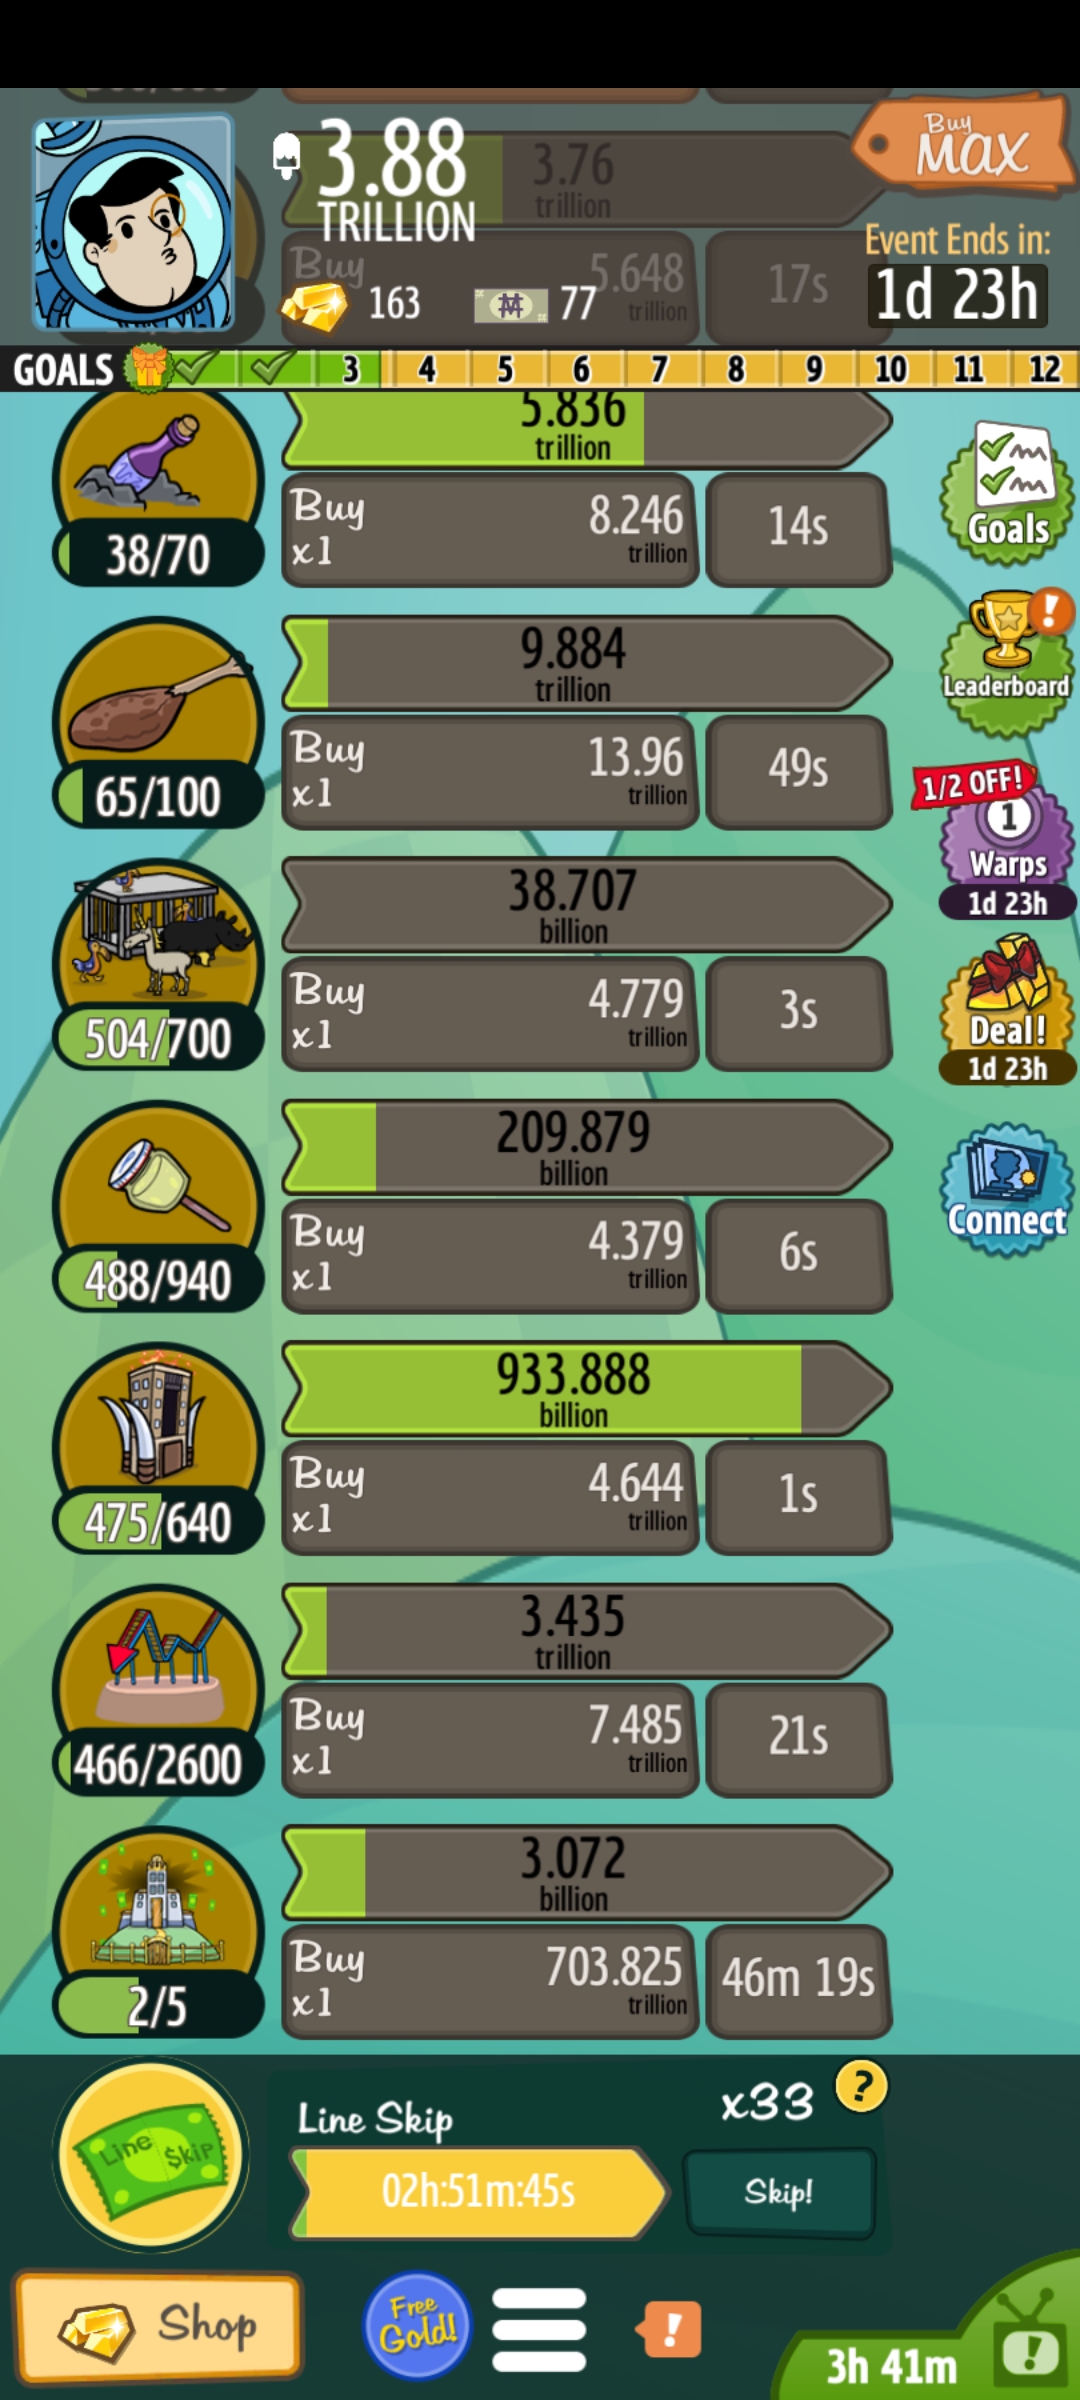 3.88
TRILLION
3.76
trillion
Buy
MAX
Buy
5.648
trillion
17s
163
77
Event Ends in:
1d 23h
GOALS
3
4
5
6
7
8
9
10
11
12
5.836
trillion
38/70
Buy
x1
8.246
trillion
14s
Goals
9.884
trillion
65/100
Buy
x1
13.96
trillion
49s
!
Leaderboard
1/2 OFF!
1
Warps
1d 23h
38.707
billion
504/700
Buy
x1
4.779
trillion
3s
Deal!
1d 23h
209.879
billion
488/940
Buy
x1
4.379
trillion
6s
Connect
933.888
billion
475/640
Buy
x1
4.644
trillion
1s
3.435
trillion
466/2600
Buy
x1
7.485
trillion
21s
3.072
billion
2/5
Buy
x1
703.825
trillion
46m 19s
Line $kip
Line Skip
x33
?
02h:51m:45s
Skip!
Shop
Free
Gold!
!
3h 41m
!